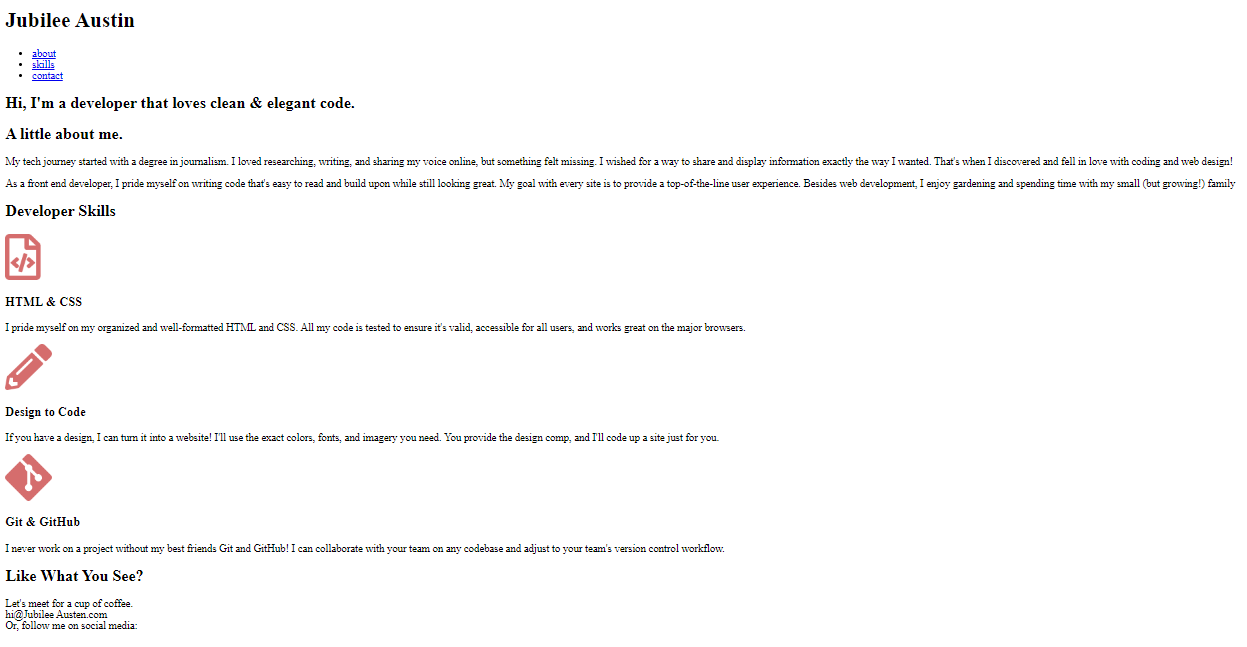 Jubilee Austin
about
skills
contact
Hi, I'm a developer that loves clean & elegant code.
A little about me.
My tech journey started with a degree in journalism. I loved researching, writing, and sharing my voice online, but something felt missing. I wished for a way to share and display information exactly the way I wanted. That's when I discovered and fell in love with coding and web design!
As a front end developer, I pride myself on writing code that's easy to read and build upon while still looking great. My goal with every site is to provide a top-of-the-line user experience. Besides web development, I enjoy gardening and spending time with my small (but growing!) family
Developer Skills
</>
HTML & CSS
I pride myself on my organized and well-formatted HTML and CSS. All my code is tested to ensure it's valid, accessible for all users, and works great on the major browsers.
Design to Code
If you have a design, I can turn it into a website! I'll use the exact colors, fonts, and imagery you need. You provide the design comp, and I'll code up a site just for you.
Git & GitHub
I never work on a project without my best friends Git and GitHub! I can collaborate with your team on any codebase and adjust to your team's version control workflow.
Like What You See?
Let's meet for a cup of coffee.
hi@Jubilee Austen.com
Or, follow me on social media: